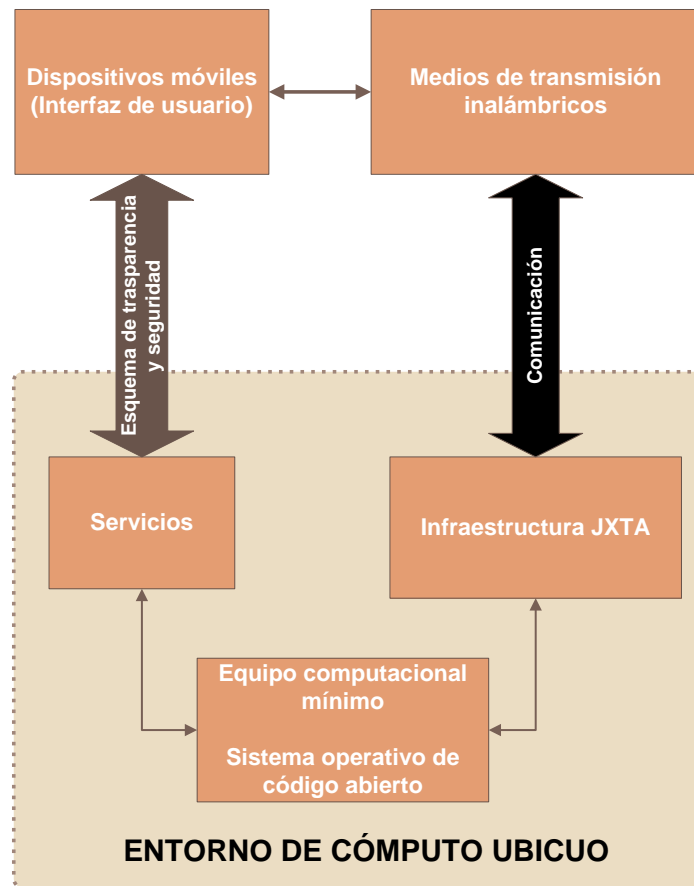 Dispositivos móviles
(Interfaz de usuario)
Medios de transmisión
inalámbricos
Esquema de trasparencia
y seguridad
Comunicación
Servicios
Infraestructura JXTA
Equipo computacional
mínimo
Sistema operativo de
código abierto
ENTORNO DE CÓMPUTO UBICUO